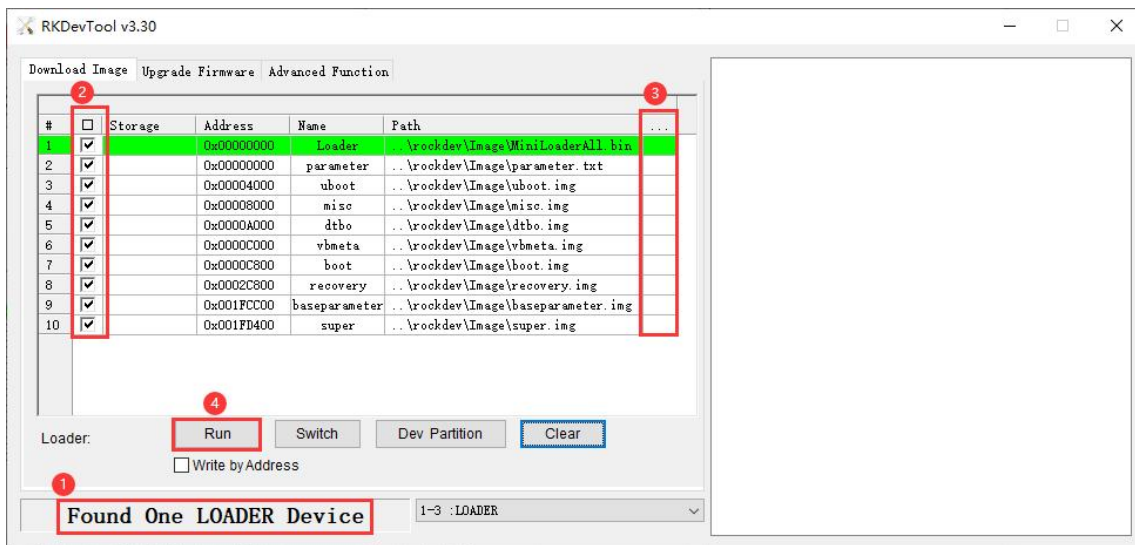 RKDevTool v3.30
Download Image Upgrade Firmware Advanced Function
2 3
# Storage Address Name Path ...
1 0x00000000 Loader ..\rockdev\Image\MiniLoaderAll.bin
2 0x00000000 parameter ..\rockdev\Image\parameter.txt
3 0x00004000 uboot ..\rockdev\Image\uboot.img
4 0x00008000 misc ..\rockdev\Image\misc.img
5 0x0000A000 dtbo ..\rockdev\Image\dtbo.img
6 0x0000C000 vbmeta ..\rockdev\Image\vbmeta.img
7 0x0000C800 boot ..\rockdev\Image\boot.img
8 0x0002C800 recovery ..\rockdev\Image\recovery.img
9 0x001FCC00 baseparameter ..\rockdev\Image\baseparameter.img
10 0x001FD400 super ..\rockdev\Image\super.img
4
Loader: Run Switch Dev Partition Clear
Write by Address
1
Found One LOADER Device 1-3 :LOADER